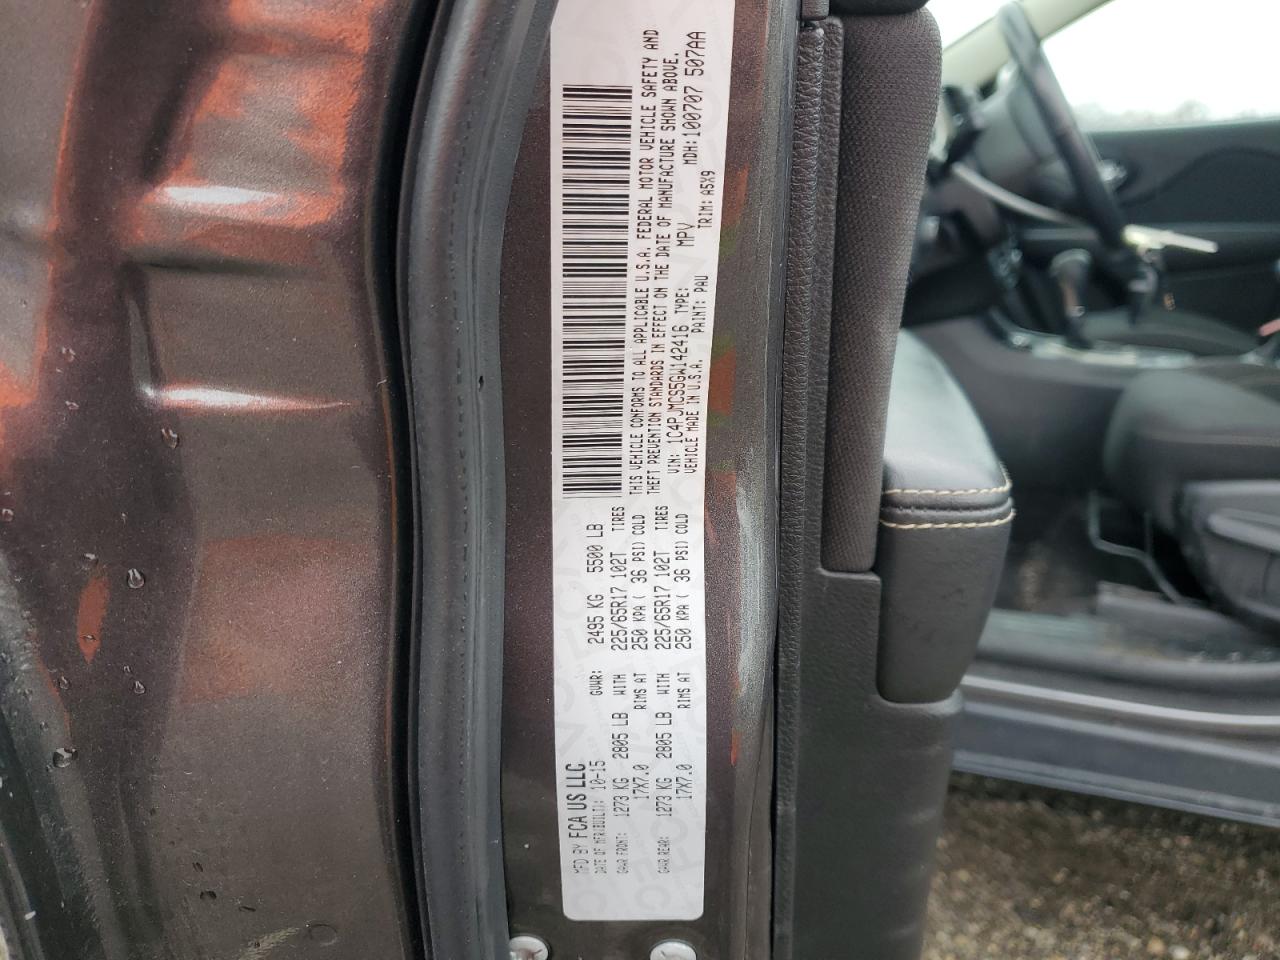 MFD BY FCA US LLC
DATE OF MFR(BUILT): 10-15 GVWR: 2495 KG 5500 LB
GAWR FRONT: 1273 KG 2805 LB WITH 225/65R17 102T TIRES
17X7.0 RIMS AT 250 KPA ( 36 PSI) COLD
GAWR REAR: 1273 KG 2805 LB WITH 225/65R17 102T TIRES
17X7.0 RIMS AT 250 KPA ( 36 PSI) COLD
THIS VEHICLE CONFORMS TO ALL APPLICABLE U.S.A. FEDERAL MOTOR VEHICLE SAFETY AND
THEFT PREVENTION STANDARDS IN EFFECT ON THE DATE OF MANUFACTURE SHOWN ABOVE.
VIN: 1C4PJMCS5GW142416 TYPE: MPV MDH: 100707 507AA
VEHICLE MADE IN U.S.A. PAINT: PAU TRIM: A5X9